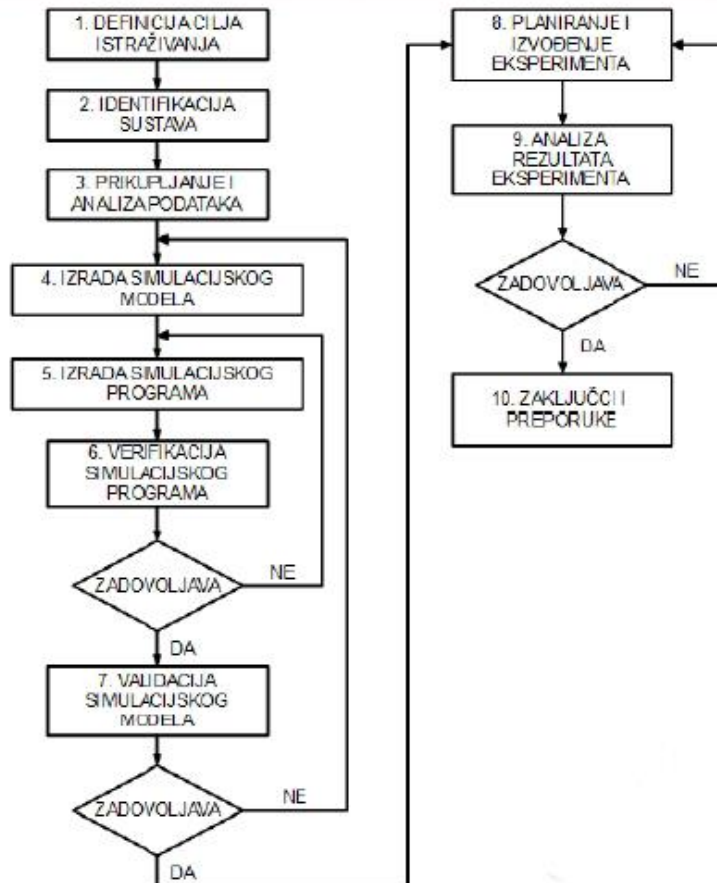 1. DEFINICIJA CILJA
ISTRAŽIVANJA
2. IDENTIFIKACIJA
SUSTAVA
3. PRIKUPLJANJE I
ANALIZA PODATAKA
4. IZRADA SIMULACIJSKOG
MODELA
5. IZRADA SIMULACIJSKOG
PROGRAMA
6. VERIFIKACIJA
SIMULACIJSKOG
PROGRAMA
ZADOVOLJAVA
NE
DA
7. VALIDACIJA
SIMULACIJSKOG
MODELA
ZADOVOLJAVA
NE
DA
8. PLANIRANJE I
IZVOĐENJE
EKSPERIMENTA
9. ANALIZA
REZULTATA
EKSPERIMENTA
ZADOVOLJAVA
NE
DA
10. ZAKLJUČCI I
PREPORUKE